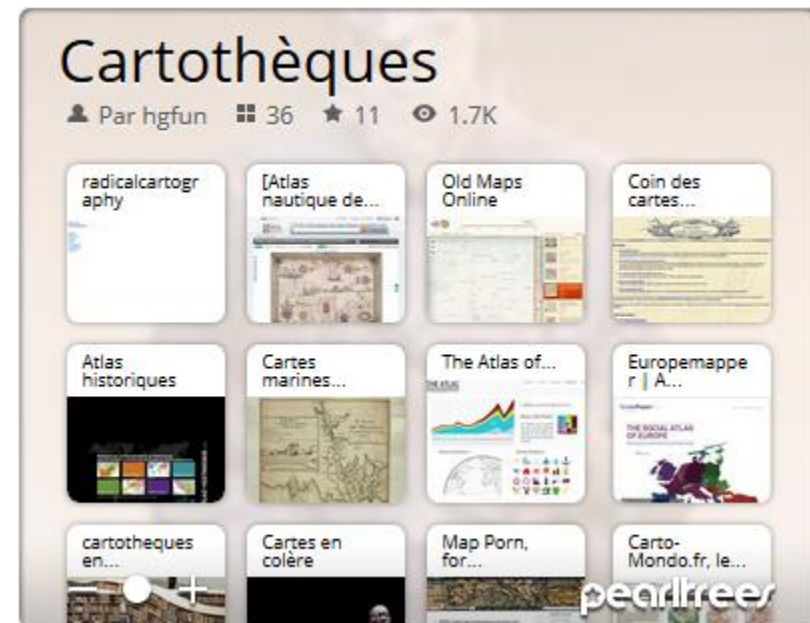 Cartothèques
Par hgfun 36 11 1.7K
radicalcartogr
aphy
[Atlas
nautique de...
Old Maps
Online
Coin des
cartes...
Atlas
historiques
Cartes
marines...
The Atlas of...
THE ATLAS
Europemappe
r | A...
THE SOCIAL ATLAS
OF EUROPE
cartotheques
en...
Cartes en
colère
Map Porn,
for...
Carto-
Mondo.fr, le...
pearltrees